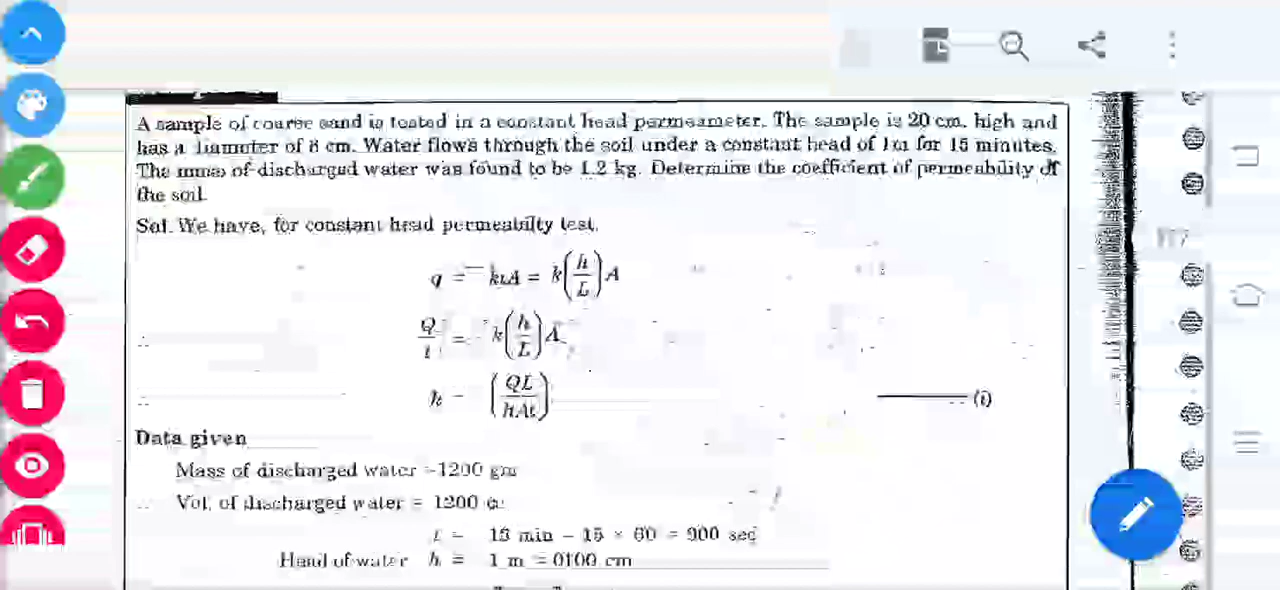 A sample of coarse sand is tested in a constant head permeameter. The sample is 20 cm. high and
has a diameter of 8 cm. Water flows through the soil under a constant head of 1m for 15 minutes.
The mass of discharged water was found to be 1.2 kg. Determine the coefficient of permeability of
the soil.
Sol. We have, for constant head permeability test,
q = kiA = k(h/L)A
Q/t = k(h/L)A
k = (QL/hAt) (i)
Data given
Mass of discharged water = 1200 gm
Vol. of discharged water = 1200 cc
t = 15 min = 15 × 60 = 900 sec
Head of water h = 1 m = 0100 cm